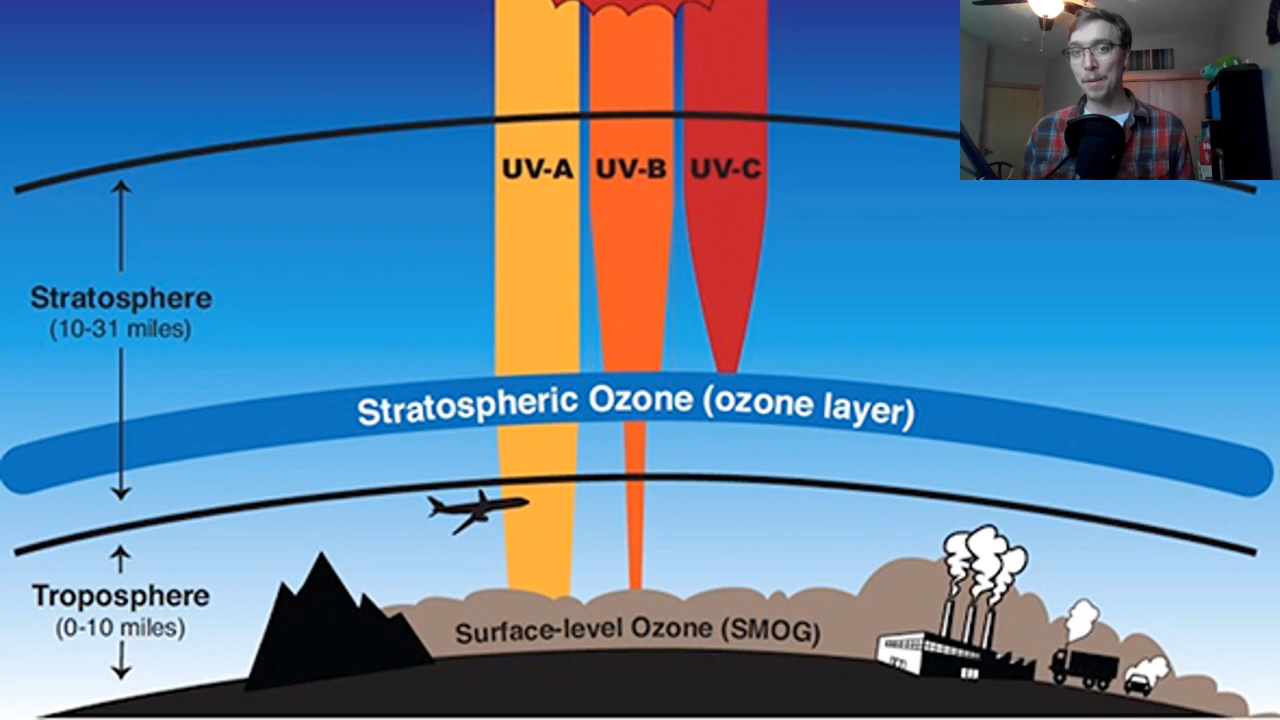 UV-A UV-B UV-C
Stratosphere
(10-31 miles)
Stratospheric Ozone (ozone layer)
Troposphere
(0-10 miles)
Surface-level Ozone (SMOG)